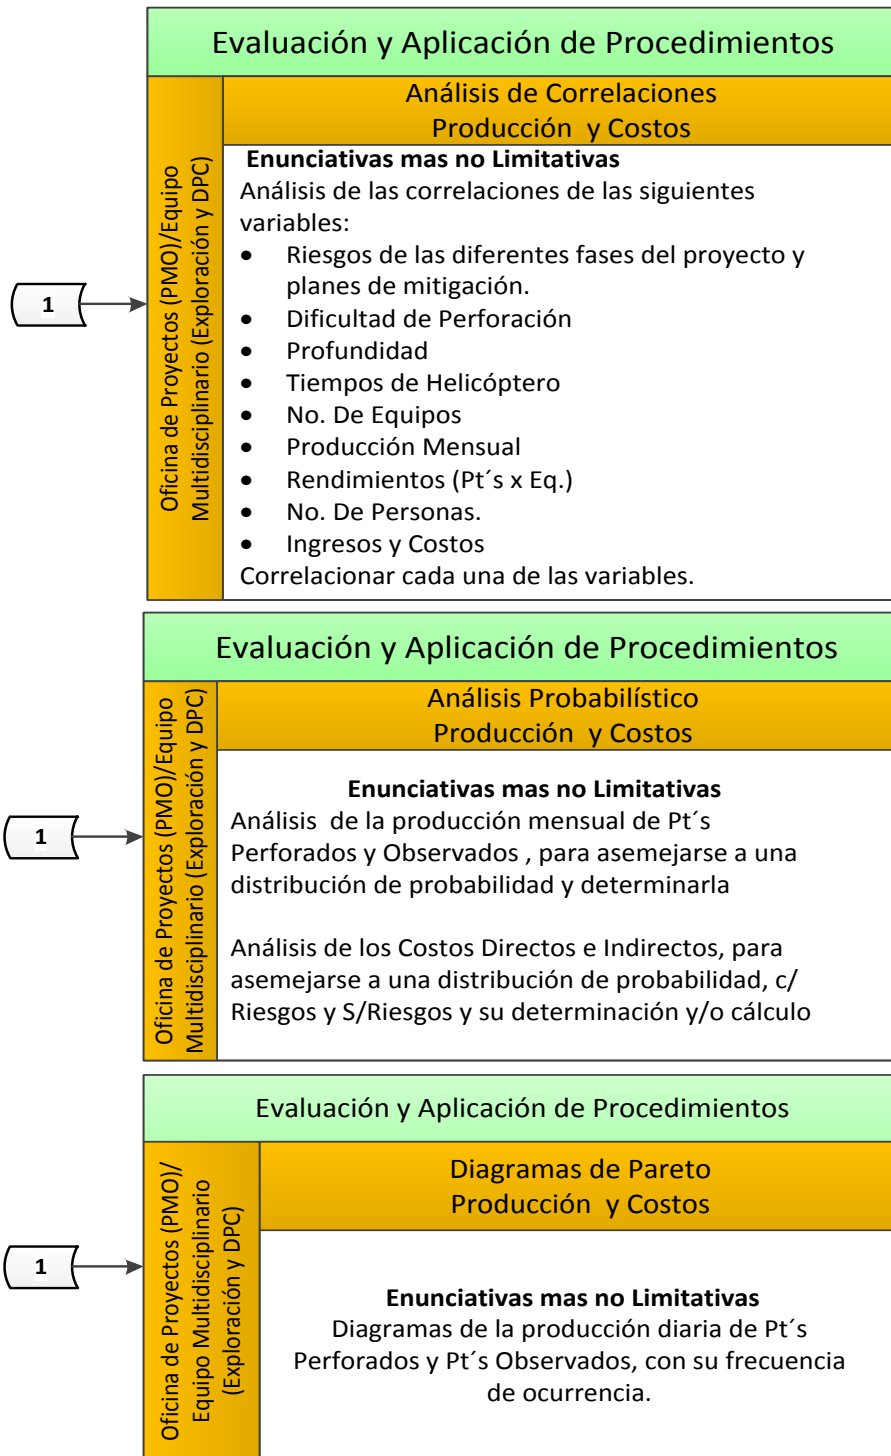 Evaluación y Aplicación de Procedimientos
Análisis de Correlaciones
Producción y Costos
Oficina de Proyectos (PMO)/Equipo
Multidisciplinario (Exploración y DPC)
1
Enunciativas mas no Limitativas
Análisis de las correlaciones de las siguientes
variables:
• Riesgos de las diferentes fases del proyecto y
planes de mitigación.
• Dificultad de Perforación
• Profundidad
• Tiempos de Helicóptero
• No. De Equipos
• Producción Mensual
• Rendimientos (Pt´s x Eq.)
• No. De Personas.
• Ingresos y Costos
Correlacionar cada una de las variables.
Evaluación y Aplicación de Procedimientos
Análisis Probabilístico
Producción y Costos
Oficina de Proyectos (PMO)/Equipo
Multidisciplinario (Exploración y DPC)
1
Enunciativas mas no Limitativas
Análisis de la producción mensual de Pt´s
Perforados y Observados , para asemejarse a una
distribución de probabilidad y determinarla
Análisis de los Costos Directos e Indirectos, para
asemejarse a una distribución de probabilidad, c/
Riesgos y S/Riesgos y su determinación y/o cálculo
Evaluación y Aplicación de Procedimientos
Diagramas de Pareto
Producción y Costos
Oficina de Proyectos (PMO)/
Equipo Multidisciplinario
(Exploración y DPC)
1
Enunciativas mas no Limitativas
Diagramas de la producción diaria de Pt´s
Perforados y Pt´s Observados, con su frecuencia
de ocurrencia.